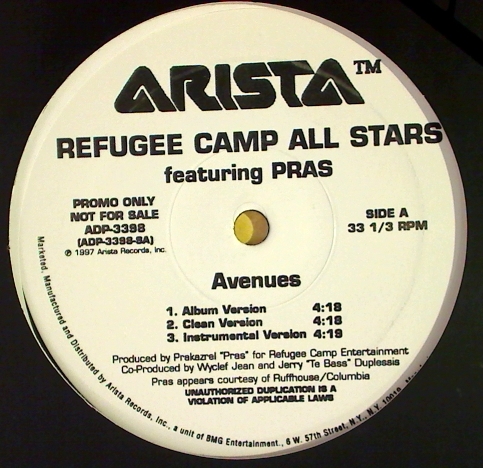 ARISTA™
REFUGEE CAMP ALL STARS
featuring PRAS
PROMO ONLY
NOT FOR SALE
ADP-3398
(ADP-3398-SA)
℗ 1997 Arista Records, Inc.
SIDE A
33 1/3 RPM
Avenues
1. Album Version 4:18
2. Clean Version 4:18
3. Instrumental Version 4:19
Produced by Prakazrel "Pras" for Refugee Camp Entertainment
Co-Produced by Wyclef Jean and Jerry "Te Bass" Duplessis
Pras appears courtesy of Ruffhouse/Columbia
UNAUTHORIZED DUPLICATION IS A
VIOLATION OF APPLICABLE LAWS
Marketed, Manufactured and Distributed by Arista Records, Inc., a unit of BMG Entertainment., 6 W. 57th Street, N.Y., N.Y. 10019